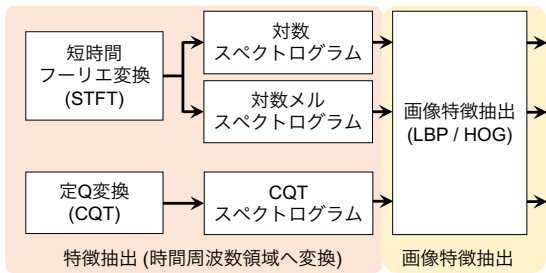 短時間
フーリエ変換
(STFT)
対数
スペクトログラム
対数メル
スペクトログラム
定Q変換
(CQT)
CQT
スペクトログラム
画像特徴抽出
(LBP / HOG)
特徴抽出 (時間周波数領域へ変換)
画像特徴抽出